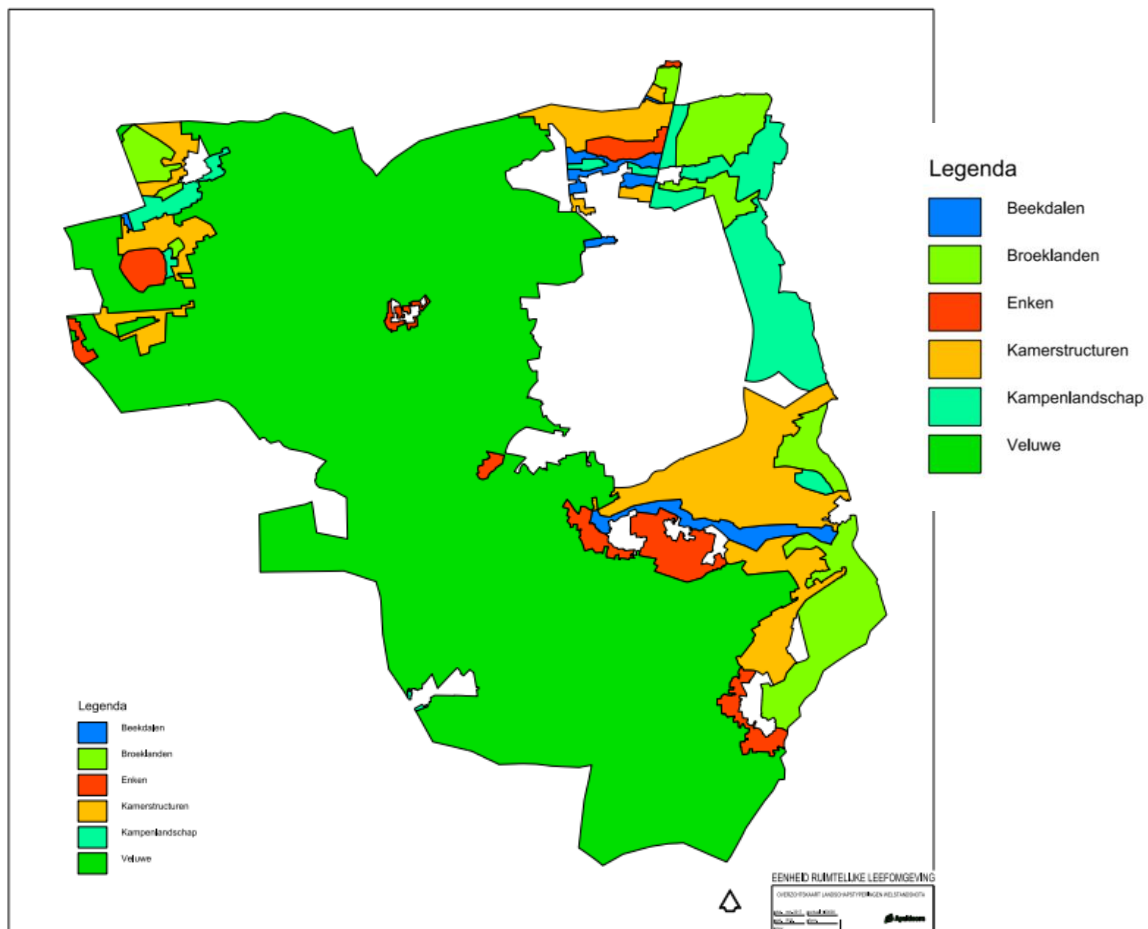 Legenda
Beekdalen
Broeklanden
Enken
Kamerstructuren
Kampenlandschap
Veluwe
Legenda
Beekdalen
Broeklanden
Enken
Kamerstructuren
Kampenlandschap
Veluwe
EENHEID RUIMTELIJKE LEEFOMGEVING
OVERZICHTSKAART LANDSCHAPSTYPERINGEN WELSTANDSNOTA
Apeldoorn